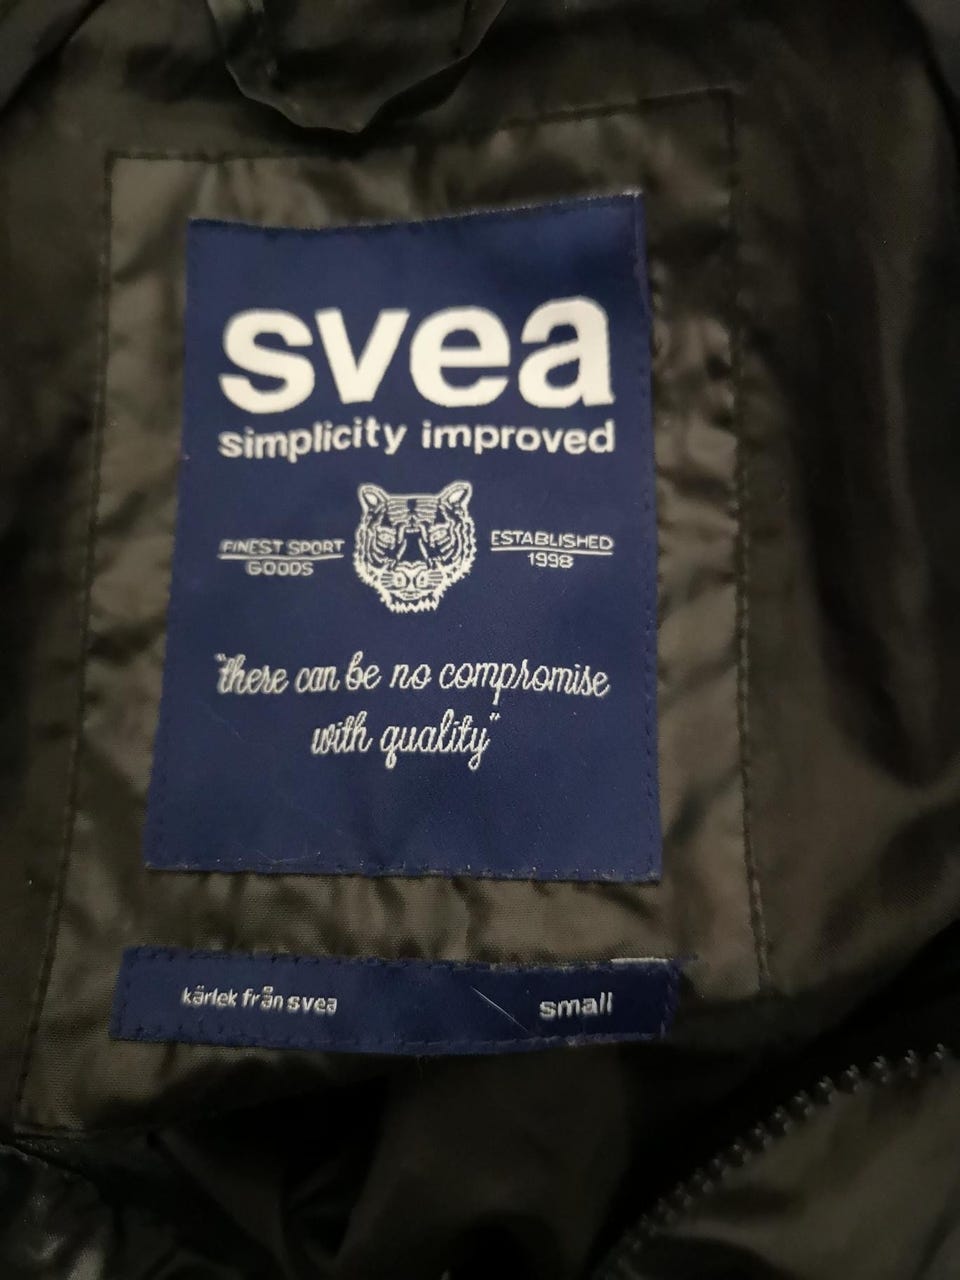 svea
simplicity improved
FINEST SPORT
GOODS
ESTABLISHED
1998
"there can be no compromise
with quality"
kärlek från svea
small